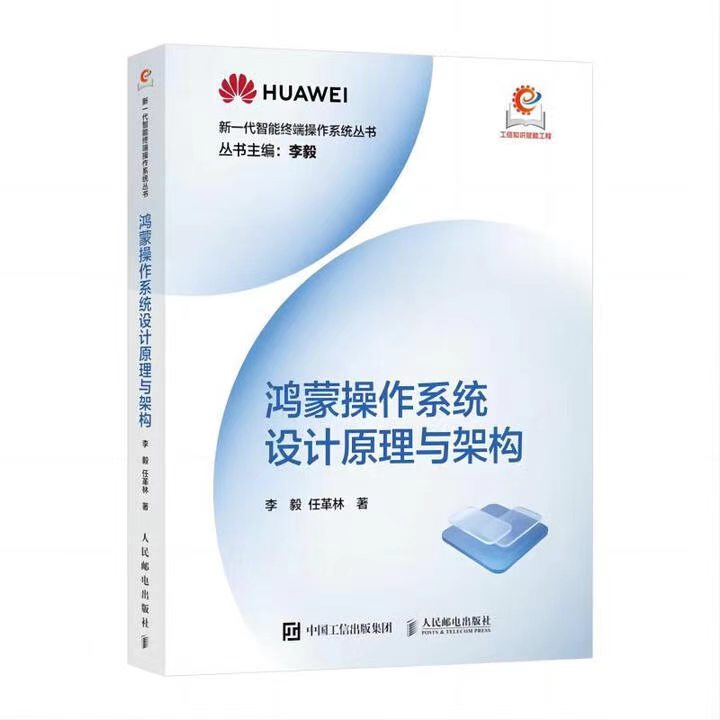 HUAWEI
新一代智能终端操作系统丛书
丛书主编：李毅
工信知识赋能工程
鸿蒙操作系统
设计原理与架构
李 毅 任革林 著
中国工信出版集团
人民邮电出版社
POSTS & TELECOM PRESS
新一代智能终端操作系统丛书
鸿蒙操作系统设计原理与架构
李 毅 任革林 著
人民邮电出版社